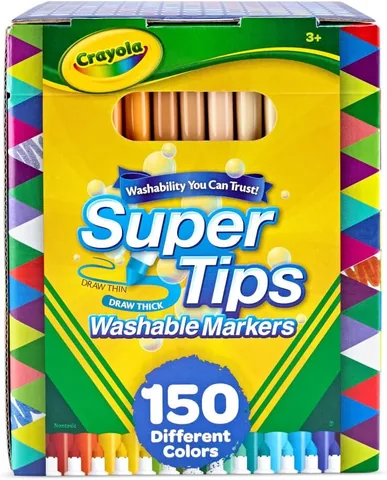 Crayola
3+
Washability You Can Trust!
Super
Tips
DRAW THIN
DRAW THICK
Washable Markers
150
Different
Colors